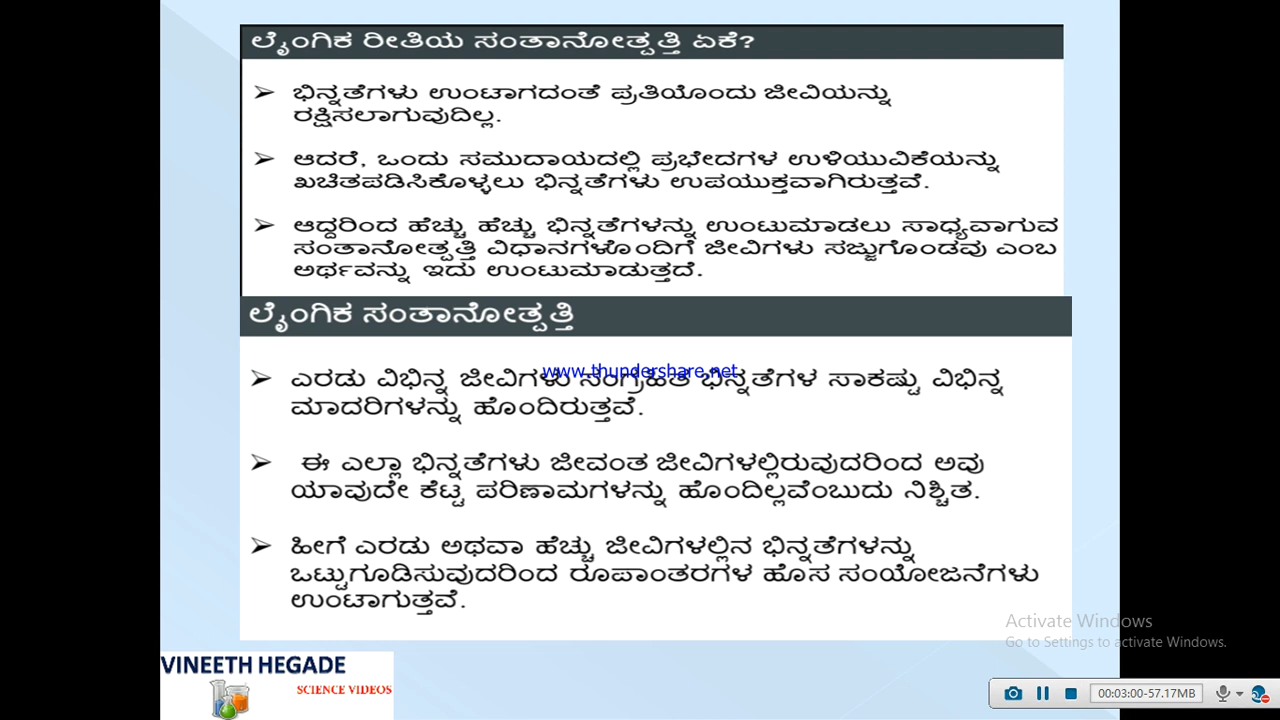 ಲೈಂಗಿಕ ರೀತಿಯ ಸಂತಾನೋತ್ಪತ್ತಿ ಏಕೆ?
➢ ಭಿನ್ನತೆಗಳು ಉಂಟಾಗದಂತೆ ಪ್ರತಿಯೊಂದು ಜೀವಿಯನ್ನು
ರಕ್ಷಿಸಲಾಗುವುದಿಲ್ಲ.
➢ ಆದರೆ, ಒಂದು ಸಮುದಾಯದಲ್ಲಿ ಪ್ರಭೇದಗಳ ಉಳಿಯುವಿಕೆಯನ್ನು
ಖಚಿತಪಡಿಸಿಕೊಳ್ಳಲು ಭಿನ್ನತೆಗಳು ಉಪಯುಕ್ತವಾಗಿರುತ್ತವೆ.
➢ ಆದ್ದರಿಂದ ಹೆಚ್ಚು ಹೆಚ್ಚು ಭಿನ್ನತೆಗಳನ್ನು ಉಂಟುಮಾಡಲು ಸಾಧ್ಯವಾಗುವ
ಸಂತಾನೋತ್ಪತ್ತಿ ವಿಧಾನಗಳೊಂದಿಗೆ ಜೀವಿಗಳು ಸಜ್ಜುಗೊಂಡವು ಎಂಬ
ಅರ್ಥವನ್ನು ಇದು ಉಂಟುಮಾಡುತ್ತದೆ.
ಲೈಂಗಿಕ ಸಂತಾನೋತ್ಪತ್ತಿ
www.thundershare.net
➢ ಎರಡು ವಿಭಿನ್ನ ಜೀವಿಗಳು ಸಂಗ್ರಹಿತ ಭಿನ್ನತೆಗಳ ಸಾಕಷ್ಟು ವಿಭಿನ್ನ
ಮಾದರಿಗಳನ್ನು ಹೊಂದಿರುತ್ತವೆ.
➢ ಈ ಎಲ್ಲಾ ಭಿನ್ನತೆಗಳು ಜೀವಂತ ಜೀವಿಗಳಲ್ಲಿರುವುದರಿಂದ ಅವು
ಯಾವುದೇ ಕೆಟ್ಟ ಪರಿಣಾಮಗಳನ್ನು ಹೊಂದಿಲ್ಲವೆಂಬುದು ನಿಶ್ಚಿತ.
➢ ಹೀಗೆ ಎರಡು ಅಥವಾ ಹೆಚ್ಚು ಜೀವಿಗಳಲ್ಲಿನ ಭಿನ್ನತೆಗಳನ್ನು
ಒಟ್ಟುಗೂಡಿಸುವುದರಿಂದ ರೂಪಾಂತರಗಳ ಹೊಸ ಸಂಯೋಜನೆಗಳು
ಉಂಟಾಗುತ್ತವೆ.
Activate Windows
Go to Settings to activate Windows.
VINEETH HEGADE
SCIENCE VIDEOS
00:03:00-57.17MB